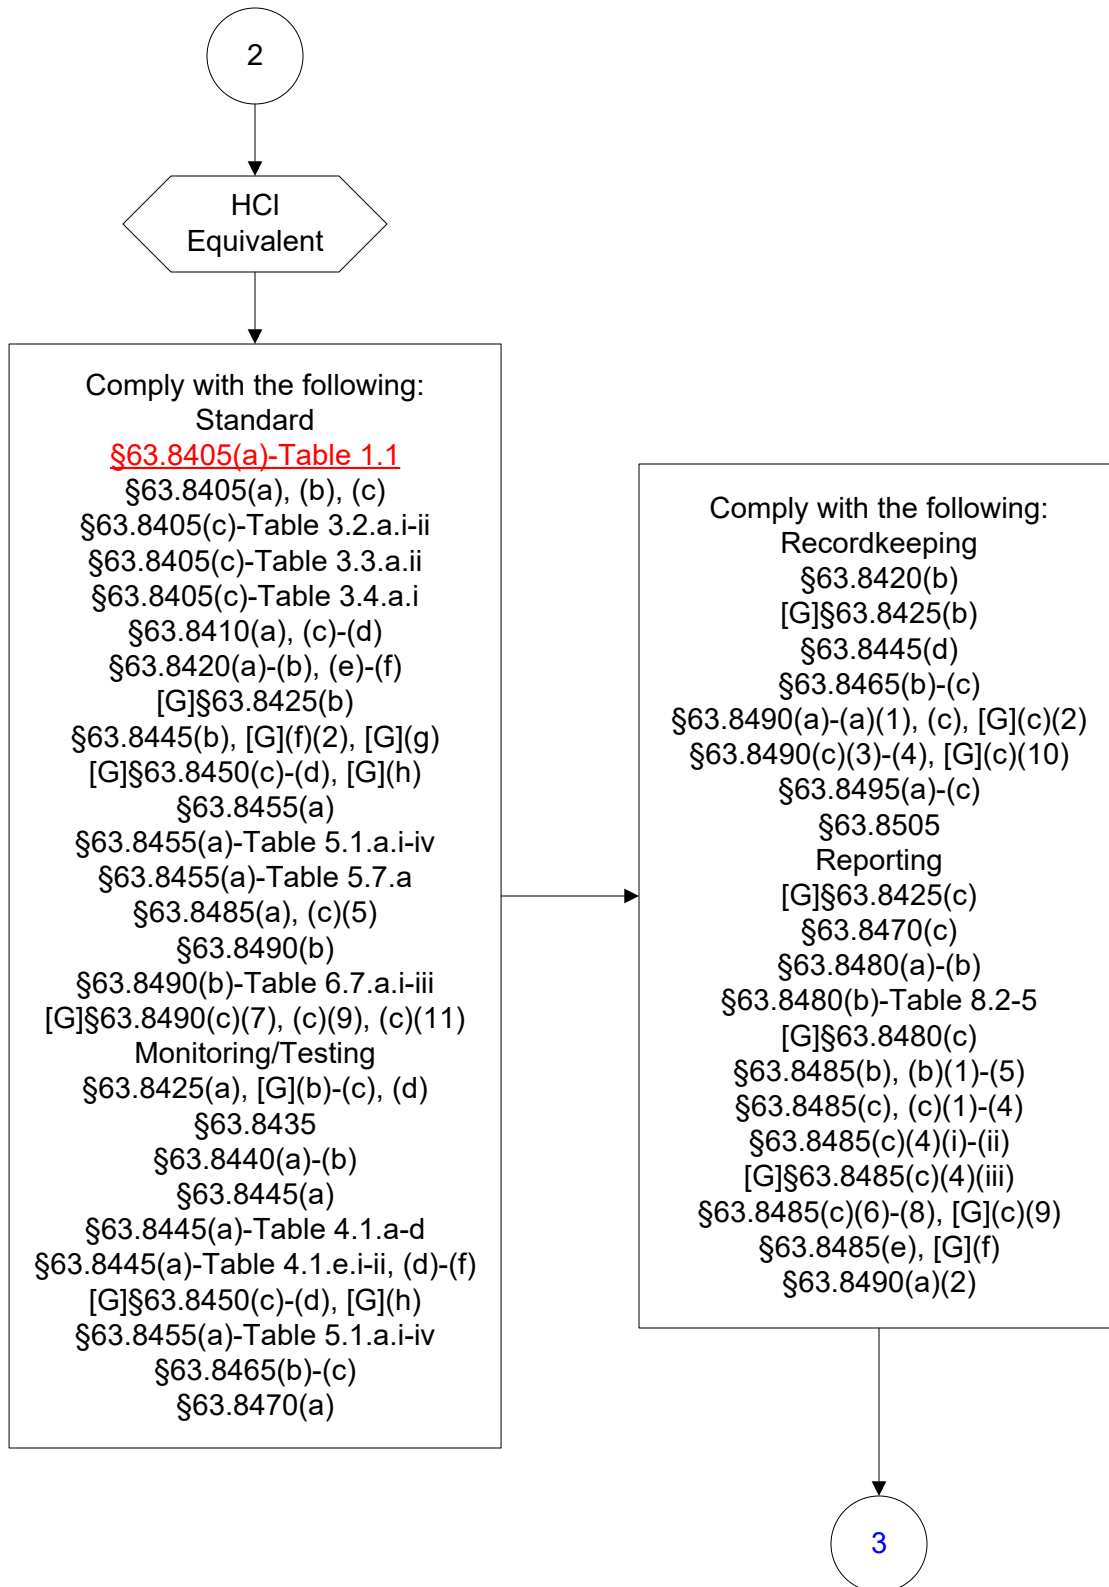 2
HCl
Equivalent
Comply with the following:
Standard
§63.8405(a)-Table 1.1
§63.8405(a), (b), (c)
§63.8405(c)-Table 3.2.a.i-ii
§63.8405(c)-Table 3.3.a.ii
§63.8405(c)-Table 3.4.a.i
§63.8410(a), (c)-(d)
§63.8420(a)-(b), (e)-(f)
[G]§63.8425(b)
§63.8445(b), [G](f)(2), [G](g)
[G]§63.8450(c)-(d), [G](h)
§63.8455(a)
§63.8455(a)-Table 5.1.a.i-iv
§63.8455(a)-Table 5.7.a
§63.8485(a), (c)(5)
§63.8490(b)
§63.8490(b)-Table 6.7.a.i-iii
[G]§63.8490(c)(7), (c)(9), (c)(11)
Monitoring/Testing
§63.8425(a), [G](b)-(c), (d)
§63.8435
§63.8440(a)-(b)
§63.8445(a)
§63.8445(a)-Table 4.1.a-d
§63.8445(a)-Table 4.1.e.i-ii, (d)-(f)
[G]§63.8450(c)-(d), [G](h)
§63.8455(a)-Table 5.1.a.i-iv
§63.8465(b)-(c)
§63.8470(a)
Comply with the following:
Recordkeeping
§63.8420(b)
[G]§63.8425(b)
§63.8445(d)
§63.8465(b)-(c)
§63.8490(a)-(a)(1), (c), [G](c)(2)
§63.8490(c)(3)-(4), [G](c)(10)
§63.8495(a)-(c)
§63.8505
Reporting
[G]§63.8425(c)
§63.8470(c)
§63.8480(a)-(b)
§63.8480(b)-Table 8.2-5
[G]§63.8480(c)
§63.8485(b), (b)(1)-(5)
§63.8485(c), (c)(1)-(4)
§63.8485(c)(4)(i)-(ii)
[G]§63.8485(c)(4)(iii)
§63.8485(c)(6)-(8), [G](c)(9)
§63.8485(e), [G](f)
§63.8490(a)(2)
3